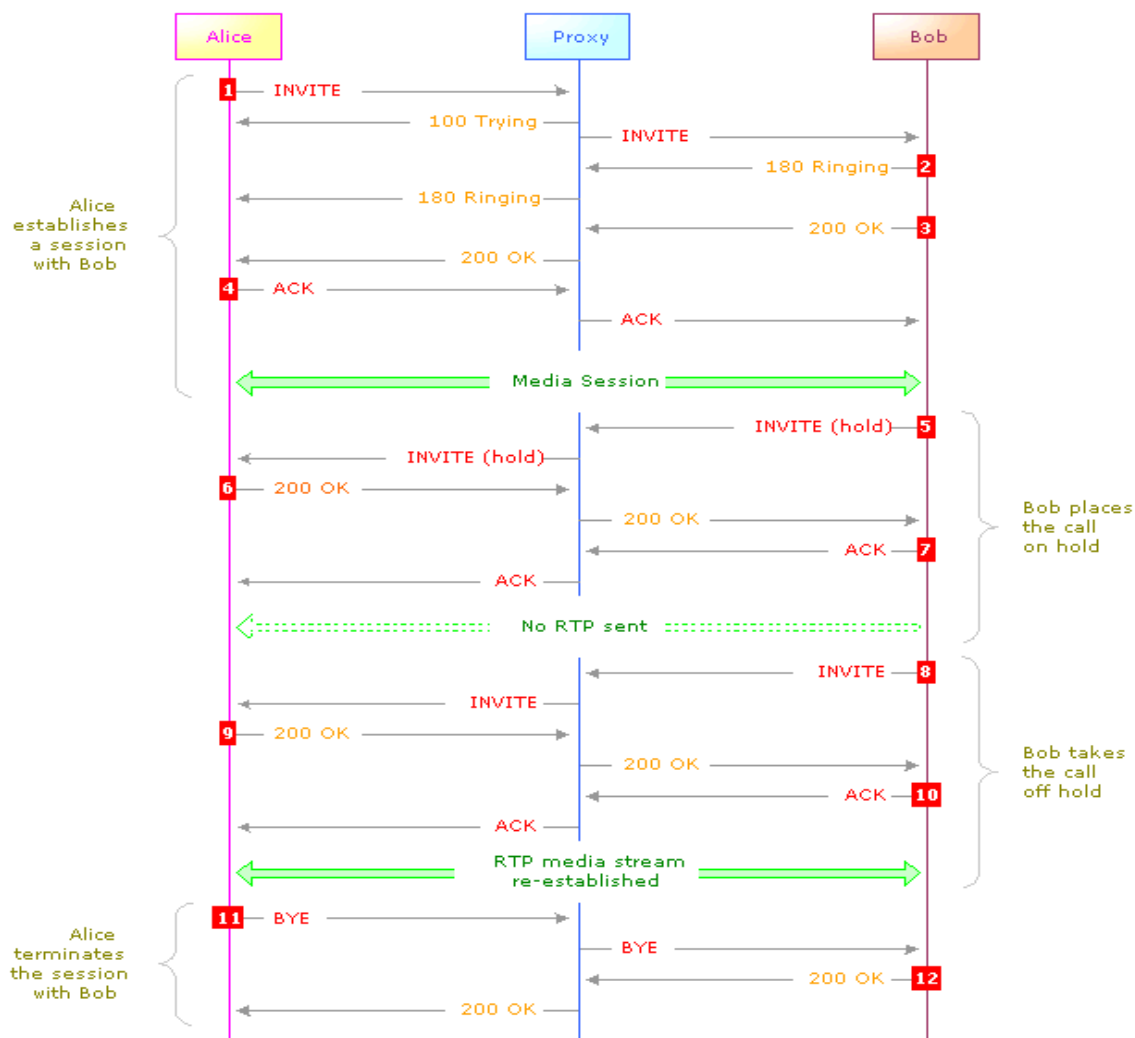 Alice
Proxy
Bob
1
INVITE
100 Trying
INVITE
180 Ringing
2
180 Ringing
200 OK
3
200 OK
4
ACK
ACK
Alice
establishes
a session
with Bob
Media Session
INVITE (hold)
5
INVITE (hold)
6
200 OK
200 OK
ACK
7
ACK
Bob places
the call
on hold
No RTP sent
INVITE
8
INVITE
9
200 OK
200 OK
ACK
10
ACK
Bob takes
the call
off hold
RTP media stream
re-established
11
BYE
BYE
200 OK
12
200 OK
Alice
terminates
the session
with Bob